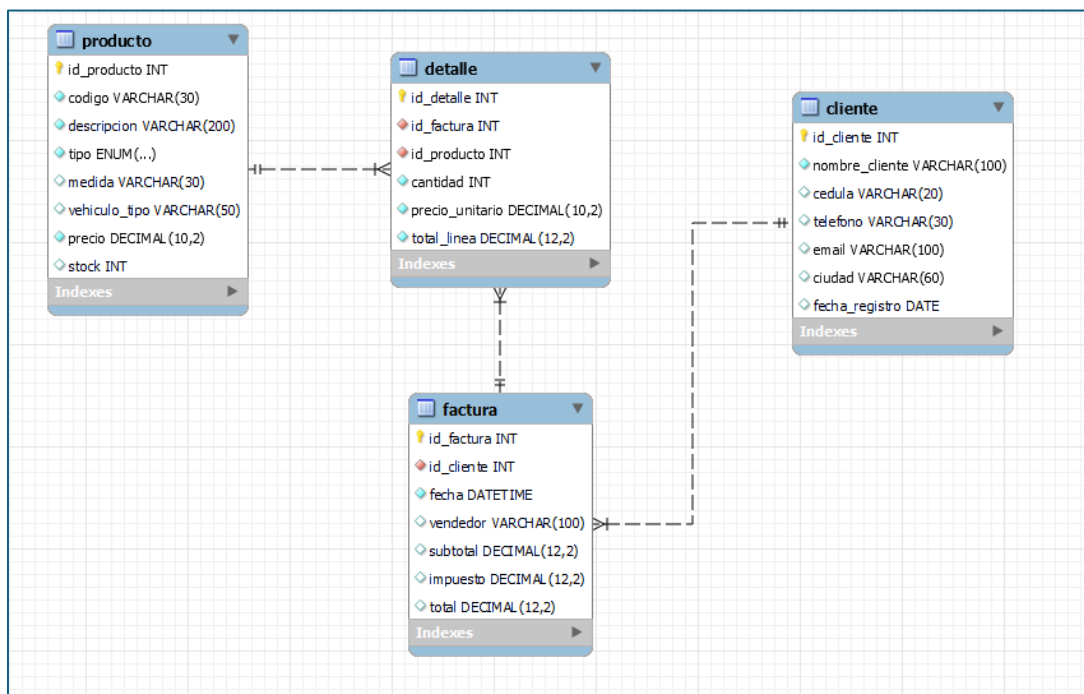 producto
id_producto INT
codigo VARCHAR(30)
descripcion VARCHAR(200)
tipo ENUM(...)
medida VARCHAR(30)
vehiculo_tipo VARCHAR(50)
precio DECIMAL(10,2)
stock INT
Indexes
detalle
id_detalle INT
id_factura INT
id_producto INT
cantidad INT
precio_unitario DECIMAL(10,2)
total_linea DECIMAL(12,2)
Indexes
cliente
id_cliente INT
nombre_cliente VARCHAR(100)
cedula VARCHAR(20)
telefono VARCHAR(30)
email VARCHAR(100)
ciudad VARCHAR(60)
fecha_registro DATE
Indexes
factura
id_factura INT
id_cliente INT
fecha DATETIME
vendedor VARCHAR(100)
subtotal DECIMAL(12,2)
impuesto DECIMAL(12,2)
total DECIMAL(12,2)
Indexes